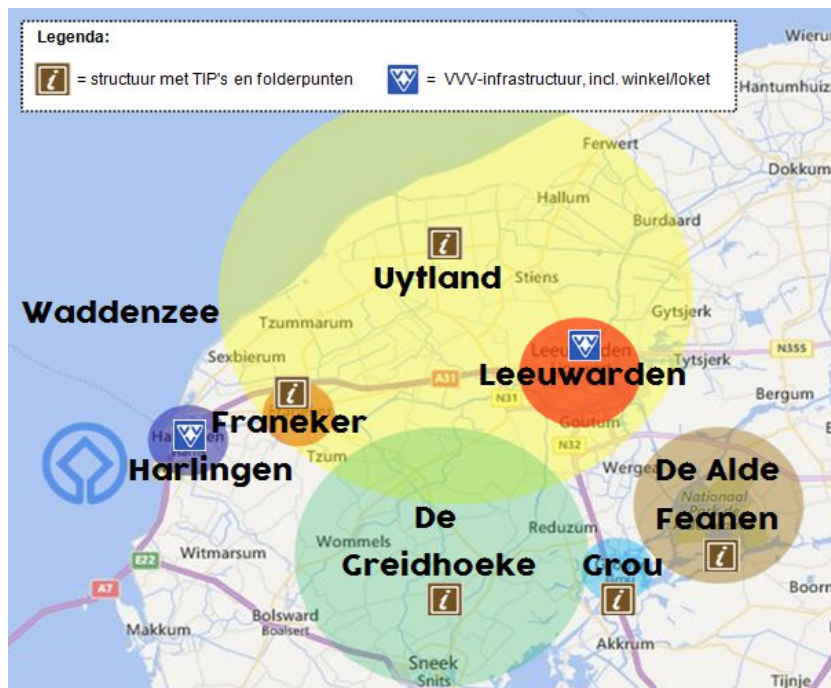 Legenda:
= structuur met TIP's en folderpunten
= VVV-infrastructuur, incl. winkel/loket
Wierum
Hantumhuiz
Ferwert
Dokkum
Hallum
Burdaard
Uytland
Stiens
Waddenzee
Gytsjerk
Tzummarum
N355
Sexbierum
Leeuwarden
Tytsjerk
A31
N31
Bergum
Franeker
Goutum
N32
Harlingen
Tzum
Wergea
De Alde
Feanen
Nationaal
Park de
De
Greidhoeke
Wommels
Reduzum
Witmarsum
E22
Grou
A7
Boorn
Bolsward
Boalsert
Makkum
Akkrum
Sneek
Snits
Tijnje